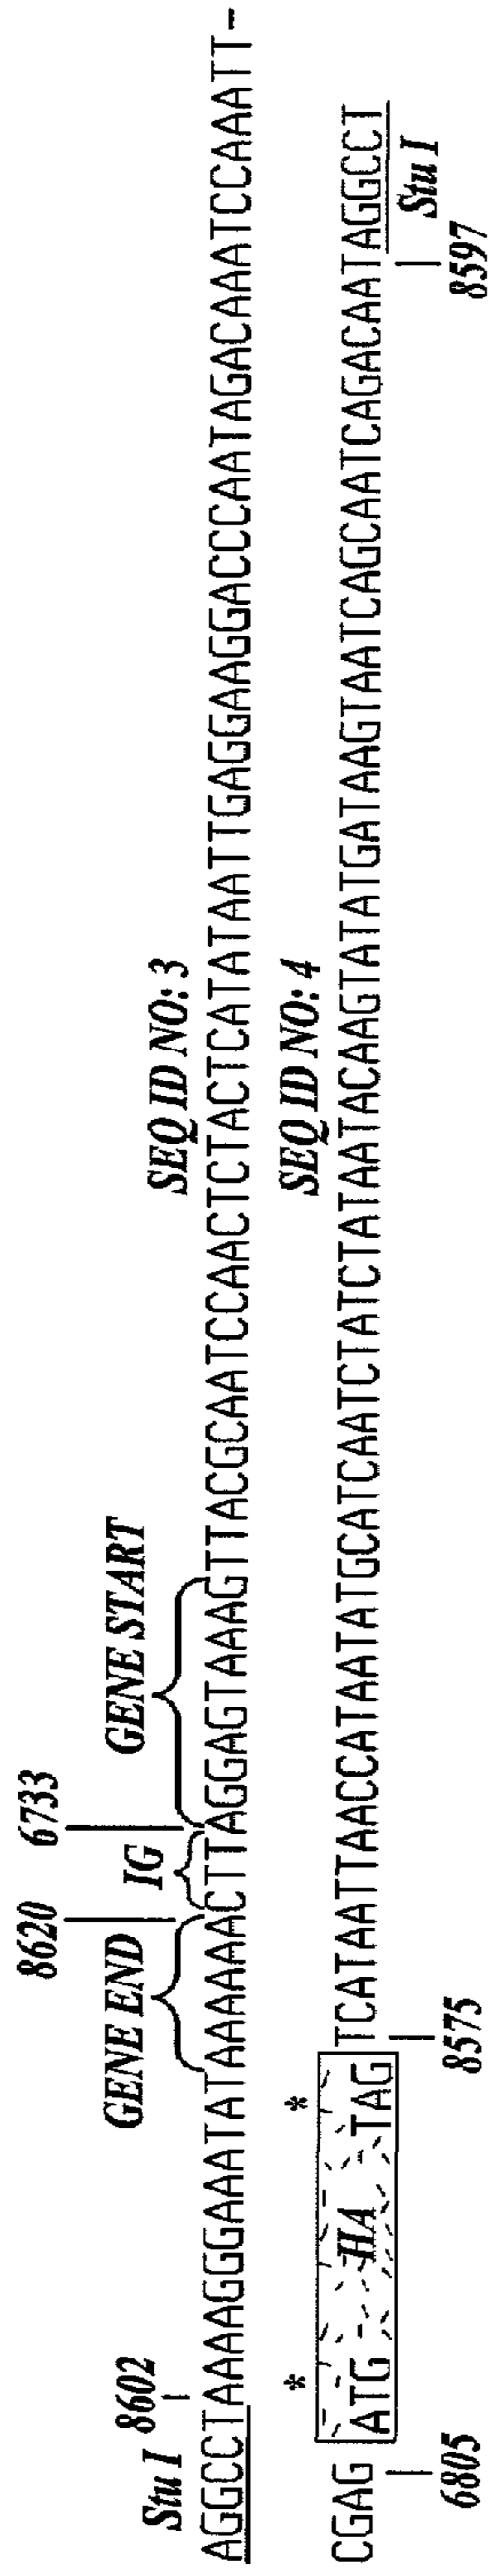 8620 6733
Stu I 8602 GENE END IG GENE START SEQ ID NO: 3
AGGCCTAAAAGGGAAATATAAAAAACTTAGGAGTAAAGTTACGCAATCCAACTCTACTCATATAATTGAGGAAGGACCCAATAGACAAATCCAAATT-
* * SEQ ID NO: 4
CGAG ATG HA TAG TCATAATTAACCATAATATGCATCAATCTATCTATAATACAAGTATATGATAAGTAATCAGCAATCAGACAATAGGCCT
6805 8575 8597 Stu I